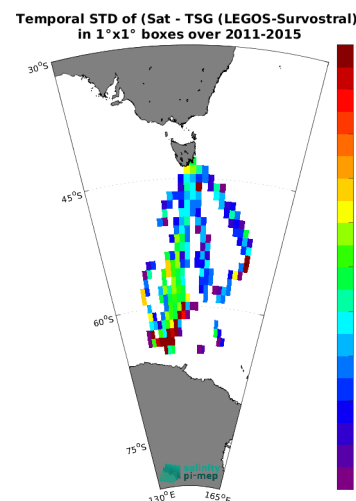 Temporal STD of (Sat - TSG (LEGOS-Survostral)
in 1°x1° boxes over 2011-2015
30°S
45°S
60°S
75°S
pi-mep
130°E
165°E